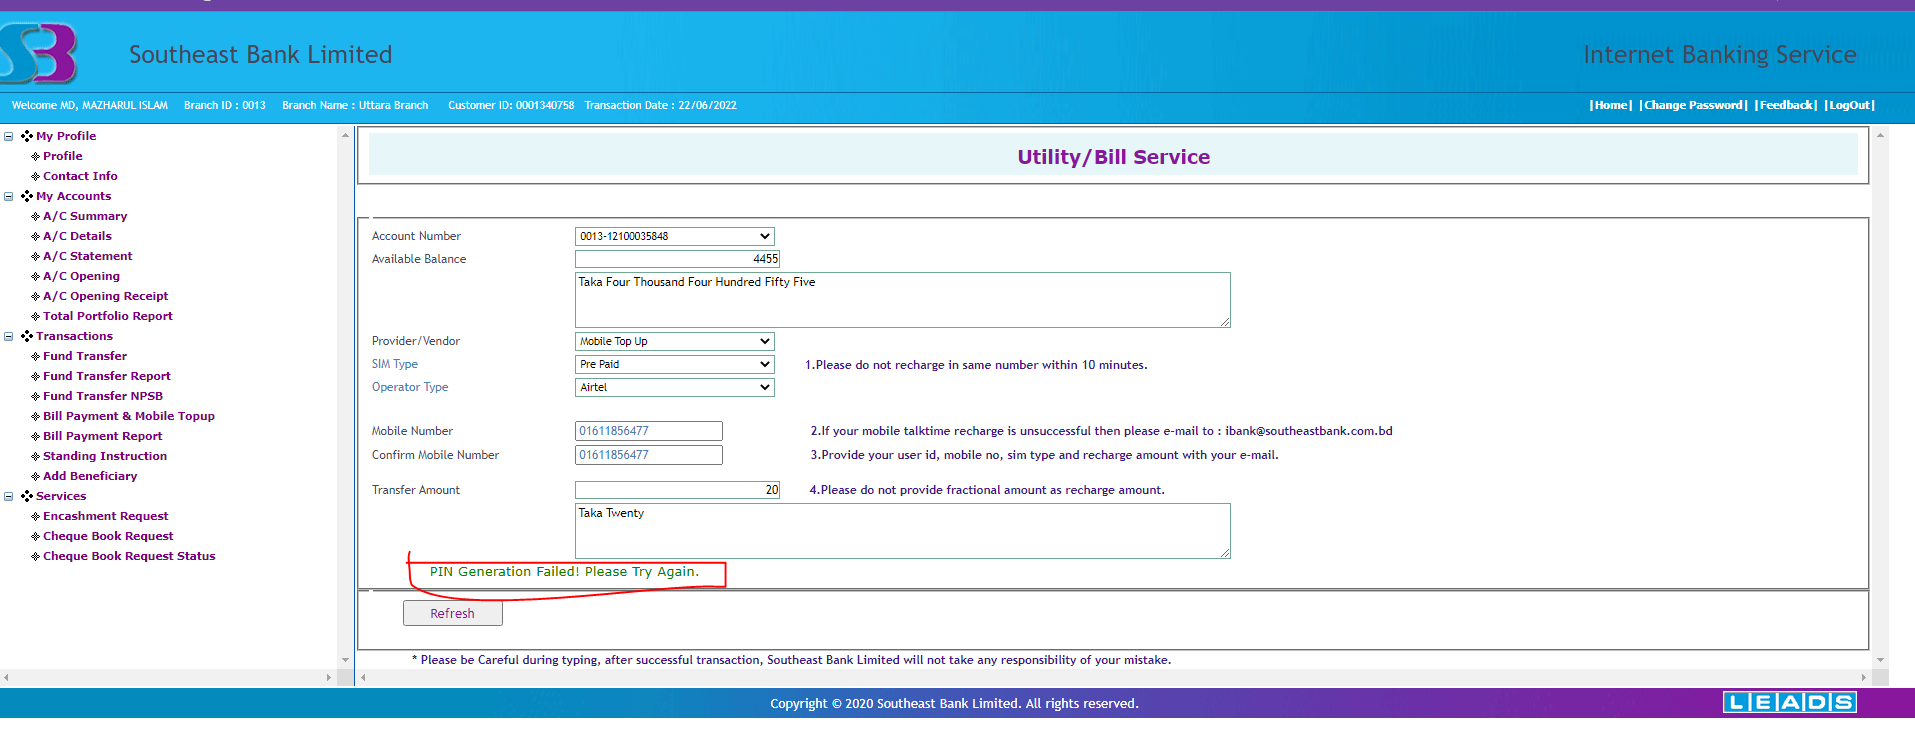 S3
Southeast Bank Limited
Internet Banking Service
Welcome MD, MAZHARUL ISLAM Branch ID : 0013 Branch Name : Uttara Branch Customer ID: 0001340758 Transaction Date : 22/06/2022
|Home| |Change Password| |Feedback| |LogOut|
My Profile
Profile
Contact Info
My Accounts
A/C Summary
A/C Details
A/C Statement
A/C Opening
A/C Opening Receipt
Total Portfolio Report
Transactions
Fund Transfer
Fund Transfer Report
Fund Transfer NPSB
Bill Payment & Mobile Topup
Bill Payment Report
Standing Instruction
Add Beneficiary
Services
Encashment Request
Cheque Book Request
Cheque Book Request Status
Utility/Bill Service
Account Number 0013-12100035848
Available Balance 4455
Taka Four Thousand Four Hundred Fifty Five
Provider/Vendor Mobile Top Up
SIM Type Pre Paid 1.Please do not recharge in same number within 10 minutes.
Operator Type Airtel
Mobile Number 01611856477 2.If your mobile talktime recharge is unsuccessful then please e-mail to : ibank@southeastbank.com.bd
Confirm Mobile Number 01611856477 3.Provide your user id, mobile no, sim type and recharge amount with your e-mail.
Transfer Amount 20 4.Please do not provide fractional amount as recharge amount.
Taka Twenty
PIN Generation Failed! Please Try Again.
Refresh
* Please be Careful during typing, after successful transaction, Southeast Bank Limited will not take any responsibility of your mistake.
Copyright © 2020 Southeast Bank Limited. All rights reserved.
LEADS